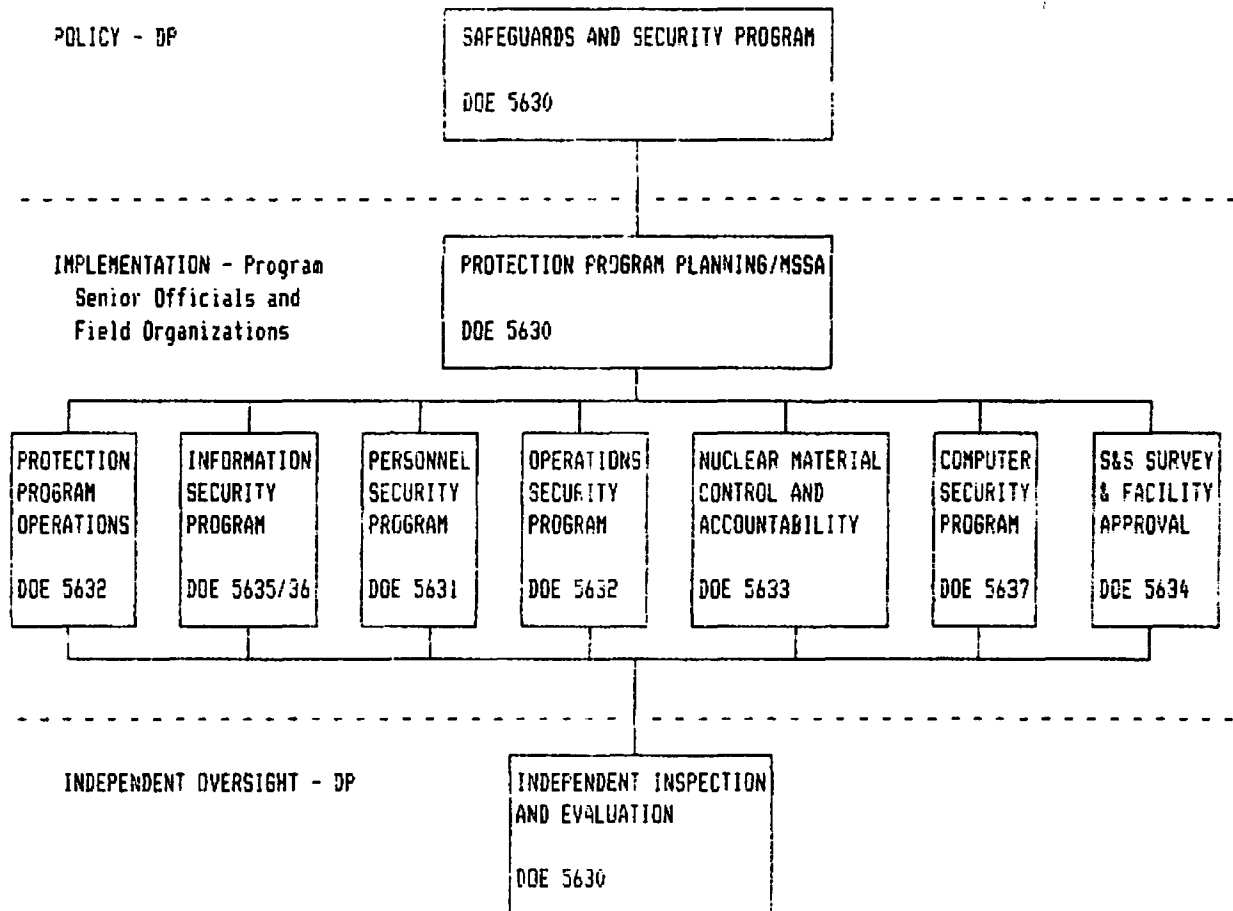 POLICY - DP
SAFEGUARDS AND SECURITY PROGRAM
DOE 5630
IMPLEMENTATION - Program
Senior Officials and
Field Organizations
PROTECTION PROGRAM PLANNING/MSSA
DOE 5630
PROTECTION
PROGRAM
OPERATIONS
DOE 5632
INFORMATION
SECURITY
PROGRAM
DOE 5635/36
PERSONNEL
SECURITY
PROGRAM
DOE 5631
OPERATIONS
SECURITY
PROGRAM
DOE 5632
NUCLEAR MATERIAL
CONTROL AND
ACCOUNTABILITY
DOE 5633
COMPUTER
SECURITY
PROGRAM
DOE 5637
S&S SURVEY
& FACILITY
APPROVAL
DOE 5634
INDEPENDENT OVERSIGHT - DP
INDEPENDENT INSPECTION
AND EVALUATION
DOE 5630